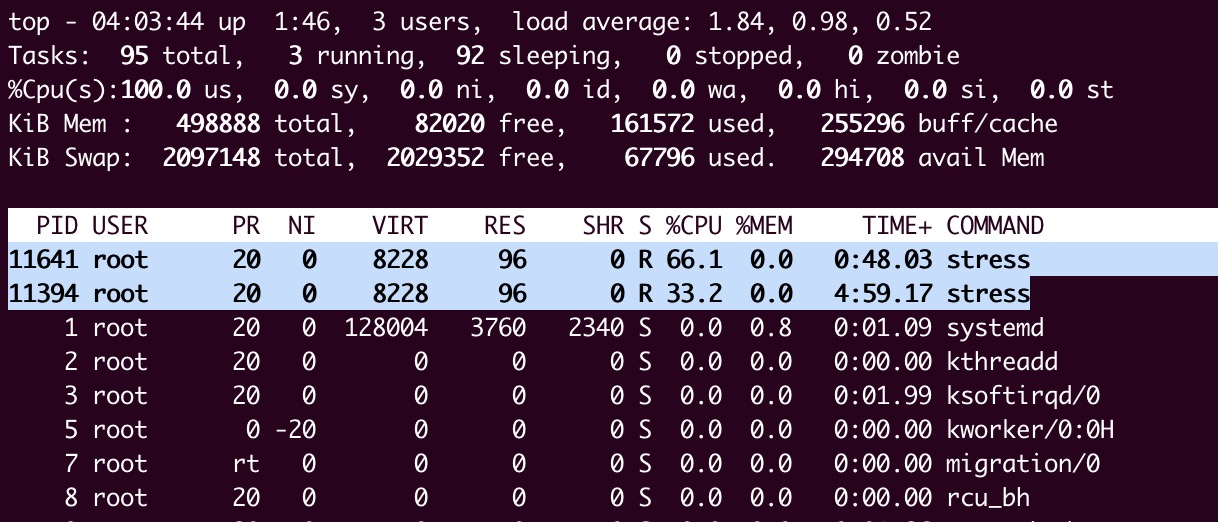 top - 04:03:44 up  1:46,  3 users,  load average: 1.84, 0.98, 0.52
Tasks:  95 total,   3 running,  92 sleeping,   0 stopped,   0 zombie
%Cpu(s):100.0 us,  0.0 sy,  0.0 ni,  0.0 id,  0.0 wa,  0.0 hi,  0.0 si,  0.0 st
KiB Mem :   498888 total,    82020 free,   161572 used,   255296 buff/cache
KiB Swap:  2097148 total,  2029352 free,    67796 used.   294708 avail Mem
  PID USER      PR  NI    VIRT    RES    SHR S %CPU %MEM     TIME+ COMMAND
11641 root      20   0    8228     96      0 R 66.1  0.0   0:48.03 stress
11394 root      20   0    8228     96      0 R 33.2  0.0   4:59.17 stress
    1 root      20   0  128004   3760   2340 S  0.0  0.8   0:01.09 systemd
    2 root      20   0       0      0      0 S  0.0  0.0   0:00.00 kthreadd
    3 root      20   0       0      0      0 S  0.0  0.0   0:01.99 ksoftirqd/0
    5 root       0 -20       0      0      0 S  0.0  0.0   0:00.00 kworker/0:0H
    7 root      rt   0       0      0      0 S  0.0  0.0   0:00.00 migration/0
    8 root      20   0       0      0      0 S  0.0  0.0   0:00.00 rcu_bh